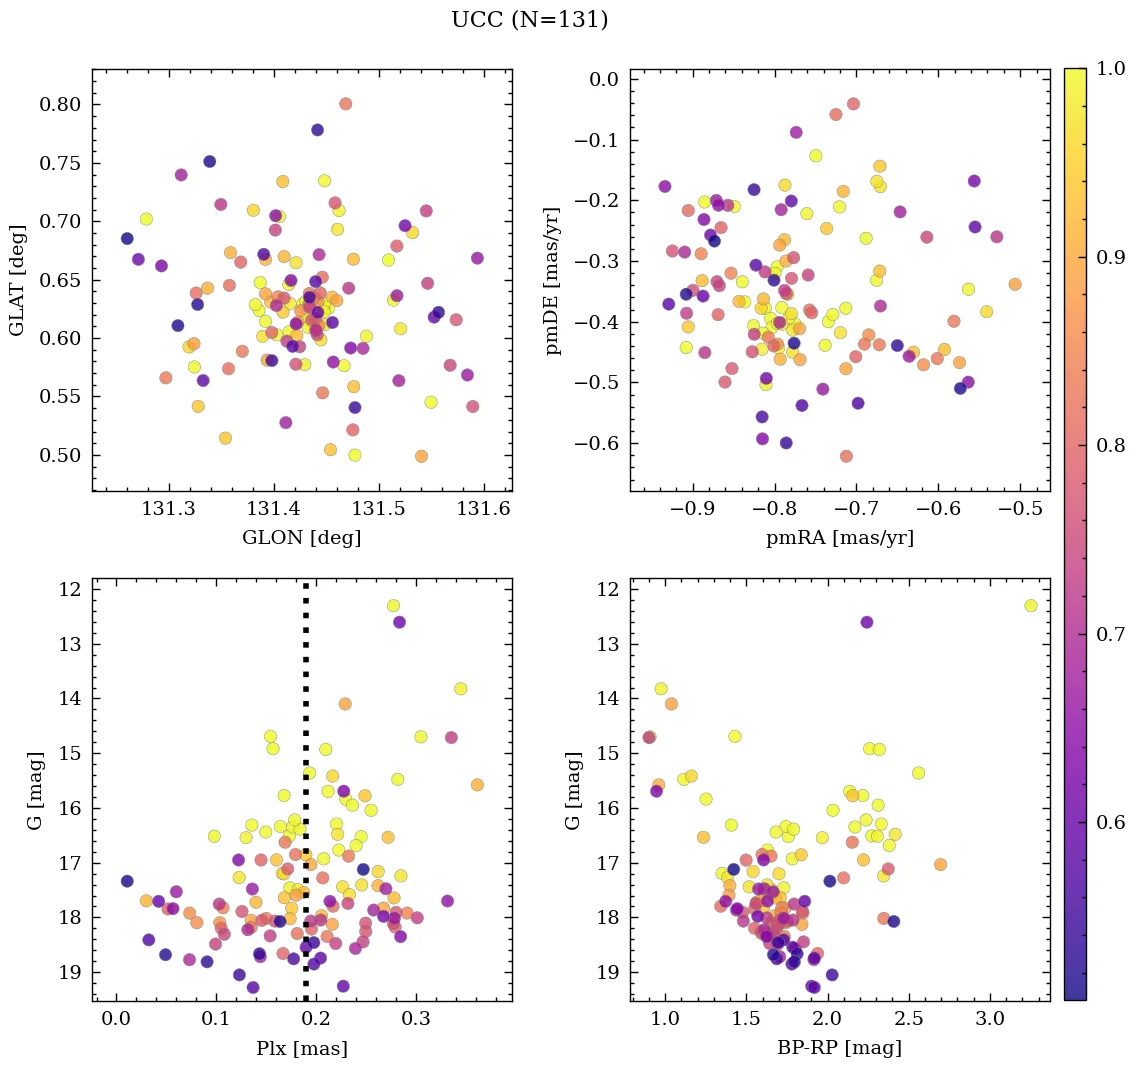 UCC (N=131)
0.80
0.75
0.70
0.65
0.60
0.55
0.50
GLAT [deg]
131.3 131.4 131.5 131.6
GLON [deg]
0.0
−0.1
−0.2
−0.3
−0.4
−0.5
−0.6
pmDE [mas/yr]
−0.9 −0.8 −0.7 −0.6 −0.5
pmRA [mas/yr]
1.0
0.9
0.8
0.7
0.6
12
13
14
15
16
17
18
19
G [mag]
0.0 0.1 0.2 0.3
Plx [mas]
12
13
14
15
16
17
18
19
G [mag]
1.0 1.5 2.0 2.5 3.0
BP-RP [mag]